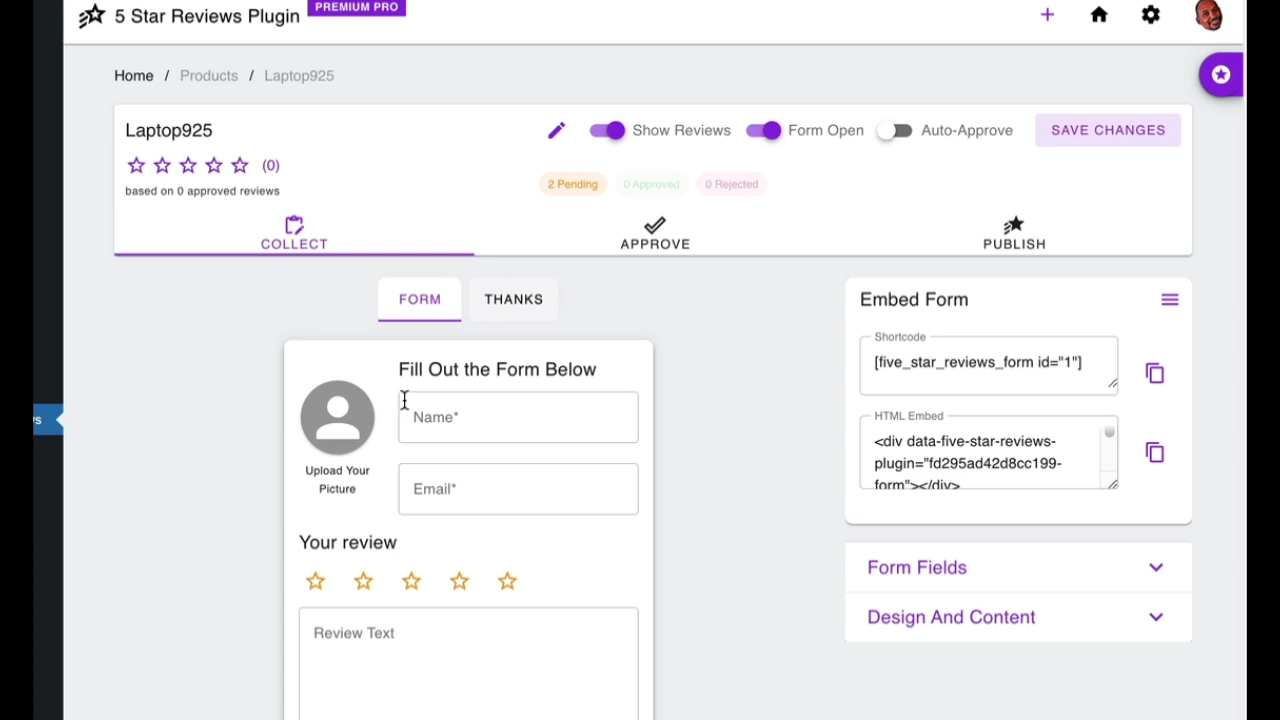 5 Star Reviews Plugin
PREMIUM PRO
Home / Products / Laptop925
Laptop925
Show Reviews
Form Open
Auto-Approve
SAVE CHANGES
(0)
based on 0 approved reviews
2 Pending
0 Approved
0 Rejected
COLLECT
APPROVE
PUBLISH
FORM
THANKS
Fill Out the Form Below
Name*
Upload Your
Picture
Email*
Your review
Review Text
Embed Form
Shortcode
[five_star_reviews_form id="1"]
HTML Embed
<div data-five-star-reviews-
plugin="fd295ad42d8cc199-
form"></div>
Form Fields
Design And Content